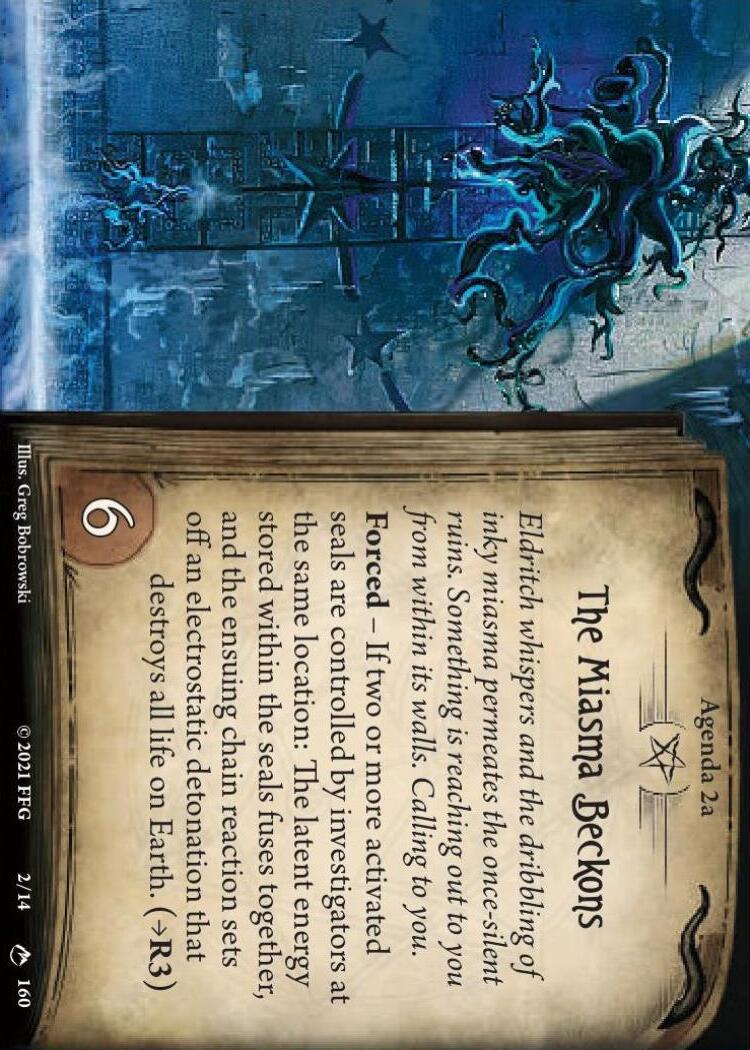 Agenda 2a
The Miasma Beckons
Eldritch whispers and the dribbling of
inky miasma permeates the once-silent
ruins. Something is reaching out to you
from within its walls. Calling to you.
Forced – If two or more activated
seals are controlled by investigators at
the same location: The latent energy
stored within the seals fuses together,
and the ensuing chain reaction sets
off an electrostatic detonation that
destroys all life on Earth. (→R3)
6
Illus. Greg Bobrowski © 2021 FFG 2/14 160